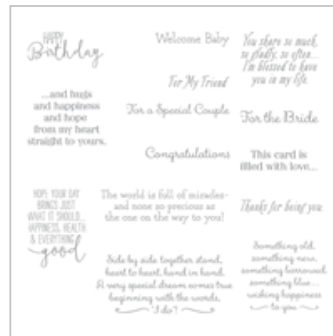 HAPPY
Birthday
...and hugs
and happiness
and hope
from my heart
straight to yours.
HOPE YOUR DAY
BRINGS JUST
WHAT IT SHOULD...
HAPPINESS, HEALTH
& EVERYTHING
good
Welcome Baby
For My Friend
For a Special Couple
Congratulations
The world is full of miracles-
and none so precious as
the one on the way to you!
Side by side together stand,
heart to heart, hand in hand.
A very special dream comes true
beginning with the words,
"I do"!
You share so much,
so gladly, so often...
I'm blessed to have
you in my life.
For the Bride
This card is
filled with love...
Thanks for being you.
Something old,
something new,
something borrowed,
something blue...
wishing happiness
to you